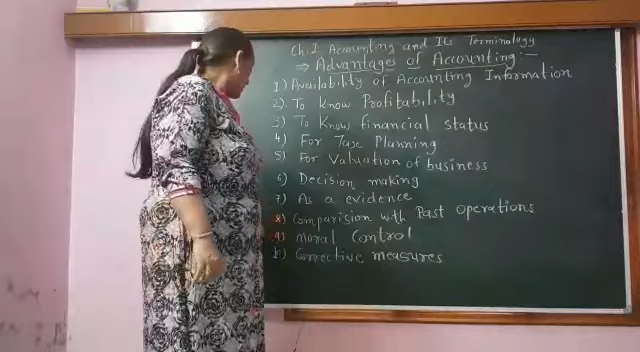 Ch:1 Accounting and Its Terminology
⇒ Advantages of Accounting:-
1) Availability of Accounting Information
2) To know Profitability
3) To Know financial status
4) For Tax Planning
5) For Valuation of business
6) Decision making
7) As a evidence
8) Comparision with Past Operations
9) Moral Control
10) Corrective measures